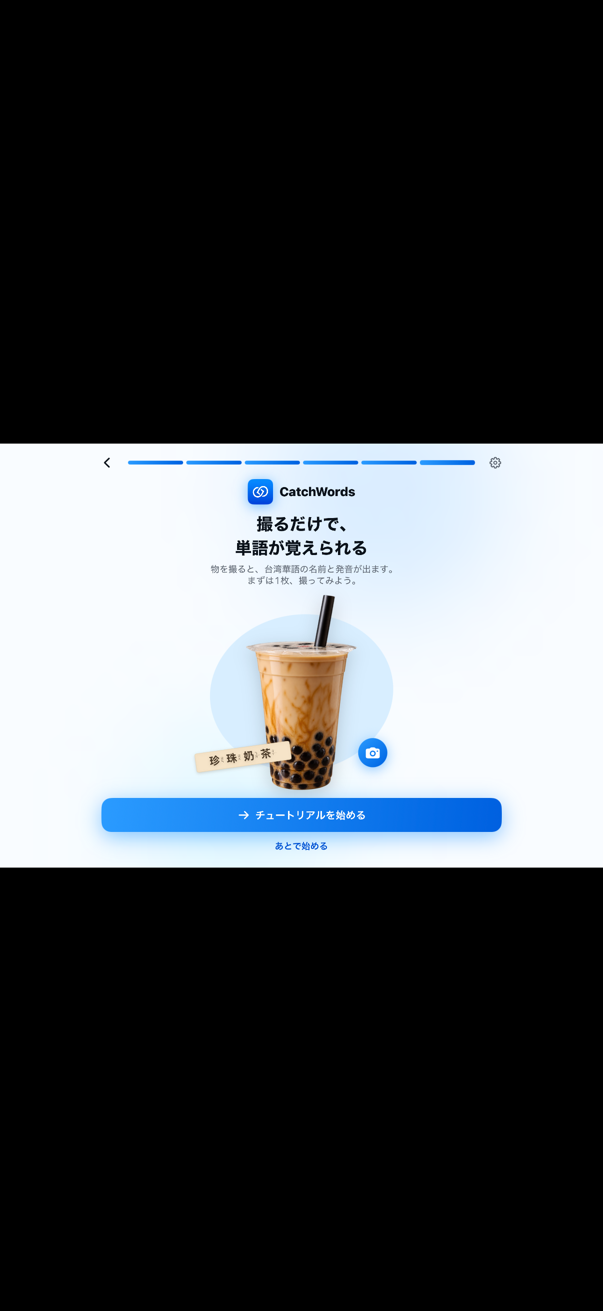 CatchWords
撮るだけで、
単語が覚えられる
物を撮ると、台湾華語の名前と発音が出ます。
まずは1枚、撮ってみよう。
珍珠奶茶
チュートリアルを始める
あとで始める